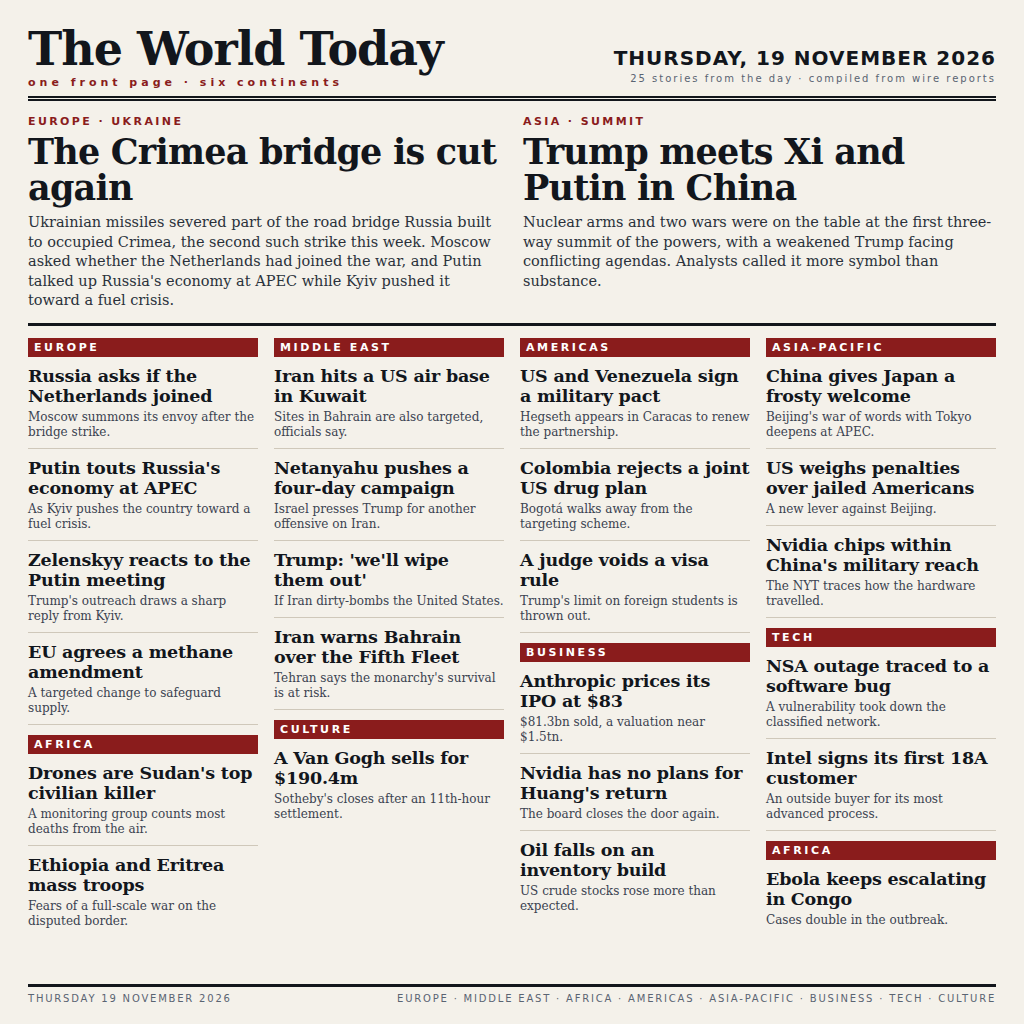 The World Today
one front page · six continents
THURSDAY, 19 NOVEMBER 2026
25 stories from the day · compiled from wire reports
EUROPE · UKRAINE
The Crimea bridge is cut
again
Ukrainian missiles severed part of the road bridge Russia built
to occupied Crimea, the second such strike this week. Moscow
asked whether the Netherlands had joined the war, and Putin
talked up Russia's economy at APEC while Kyiv pushed it
toward a fuel crisis.
ASIA · SUMMIT
Trump meets Xi and
Putin in China
Nuclear arms and two wars were on the table at the first three-
way summit of the powers, with a weakened Trump facing
conflicting agendas. Analysts called it more symbol than
substance.
EUROPE
Russia asks if the
Netherlands joined
Moscow summons its envoy after the
bridge strike.
Putin touts Russia's
economy at APEC
As Kyiv pushes the country toward a
fuel crisis.
Zelenskyy reacts to the
Putin meeting
Trump's outreach draws a sharp
reply from Kyiv.
EU agrees a methane
amendment
A targeted change to safeguard
supply.
AFRICA
Drones are Sudan's top
civilian killer
A monitoring group counts most
deaths from the air.
Ethiopia and Eritrea
mass troops
Fears of a full-scale war on the
disputed border.
MIDDLE EAST
Iran hits a US air base
in Kuwait
Sites in Bahrain are also targeted,
officials say.
Netanyahu pushes a
four-day campaign
Israel presses Trump for another
offensive on Iran.
Trump: 'we'll wipe
them out'
If Iran dirty-bombs the United States.
Iran warns Bahrain
over the Fifth Fleet
Tehran says the monarchy's survival
is at risk.
CULTURE
A Van Gogh sells for
$190.4m
Sotheby's closes after an 11th-hour
settlement.
AMERICAS
US and Venezuela sign
a military pact
Hegseth appears in Caracas to renew
the partnership.
Colombia rejects a joint
US drug plan
Bogotá walks away from the
targeting scheme.
A judge voids a visa
rule
Trump's limit on foreign students is
thrown out.
BUSINESS
Anthropic prices its
IPO at $83
$81.3bn sold, a valuation near
$1.5tn.
Nvidia has no plans for
Huang's return
The board closes the door again.
Oil falls on an
inventory build
US crude stocks rose more than
expected.
ASIA-PACIFIC
China gives Japan a
frosty welcome
Beijing's war of words with Tokyo
deepens at APEC.
US weighs penalties
over jailed Americans
A new lever against Beijing.
Nvidia chips within
China's military reach
The NYT traces how the hardware
travelled.
TECH
NSA outage traced to a
software bug
A vulnerability took down the
classified network.
Intel signs its first 18A
customer
An outside buyer for its most
advanced process.
AFRICA
Ebola keeps escalating
in Congo
Cases double in the outbreak.
THURSDAY 19 NOVEMBER 2026
EUROPE · MIDDLE EAST · AFRICA · AMERICAS · ASIA-PACIFIC · BUSINESS · TECH · CULTURE